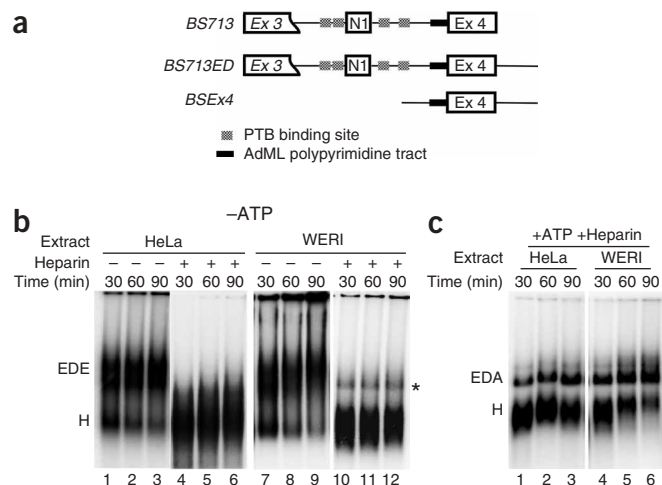 a
BS713 Ex 3 N1 Ex 4
BS713ED Ex 3 N1 Ex 4
BSEx4 Ex 4
PTB binding site
AdML polypyrimidine tract
b
–ATP
Extract HeLa WERI
Heparin – – – + + + – – – + + +
Time (min) 30 60 90 30 60 90 30 60 90 30 60 90
EDE
*
H
1 2 3 4 5 6 7 8 9 10 11 12
c
+ATP +Heparin
Extract HeLa WERI
Time (min) 30 60 90 30 60 90
EDA
H
1 2 3 4 5 6